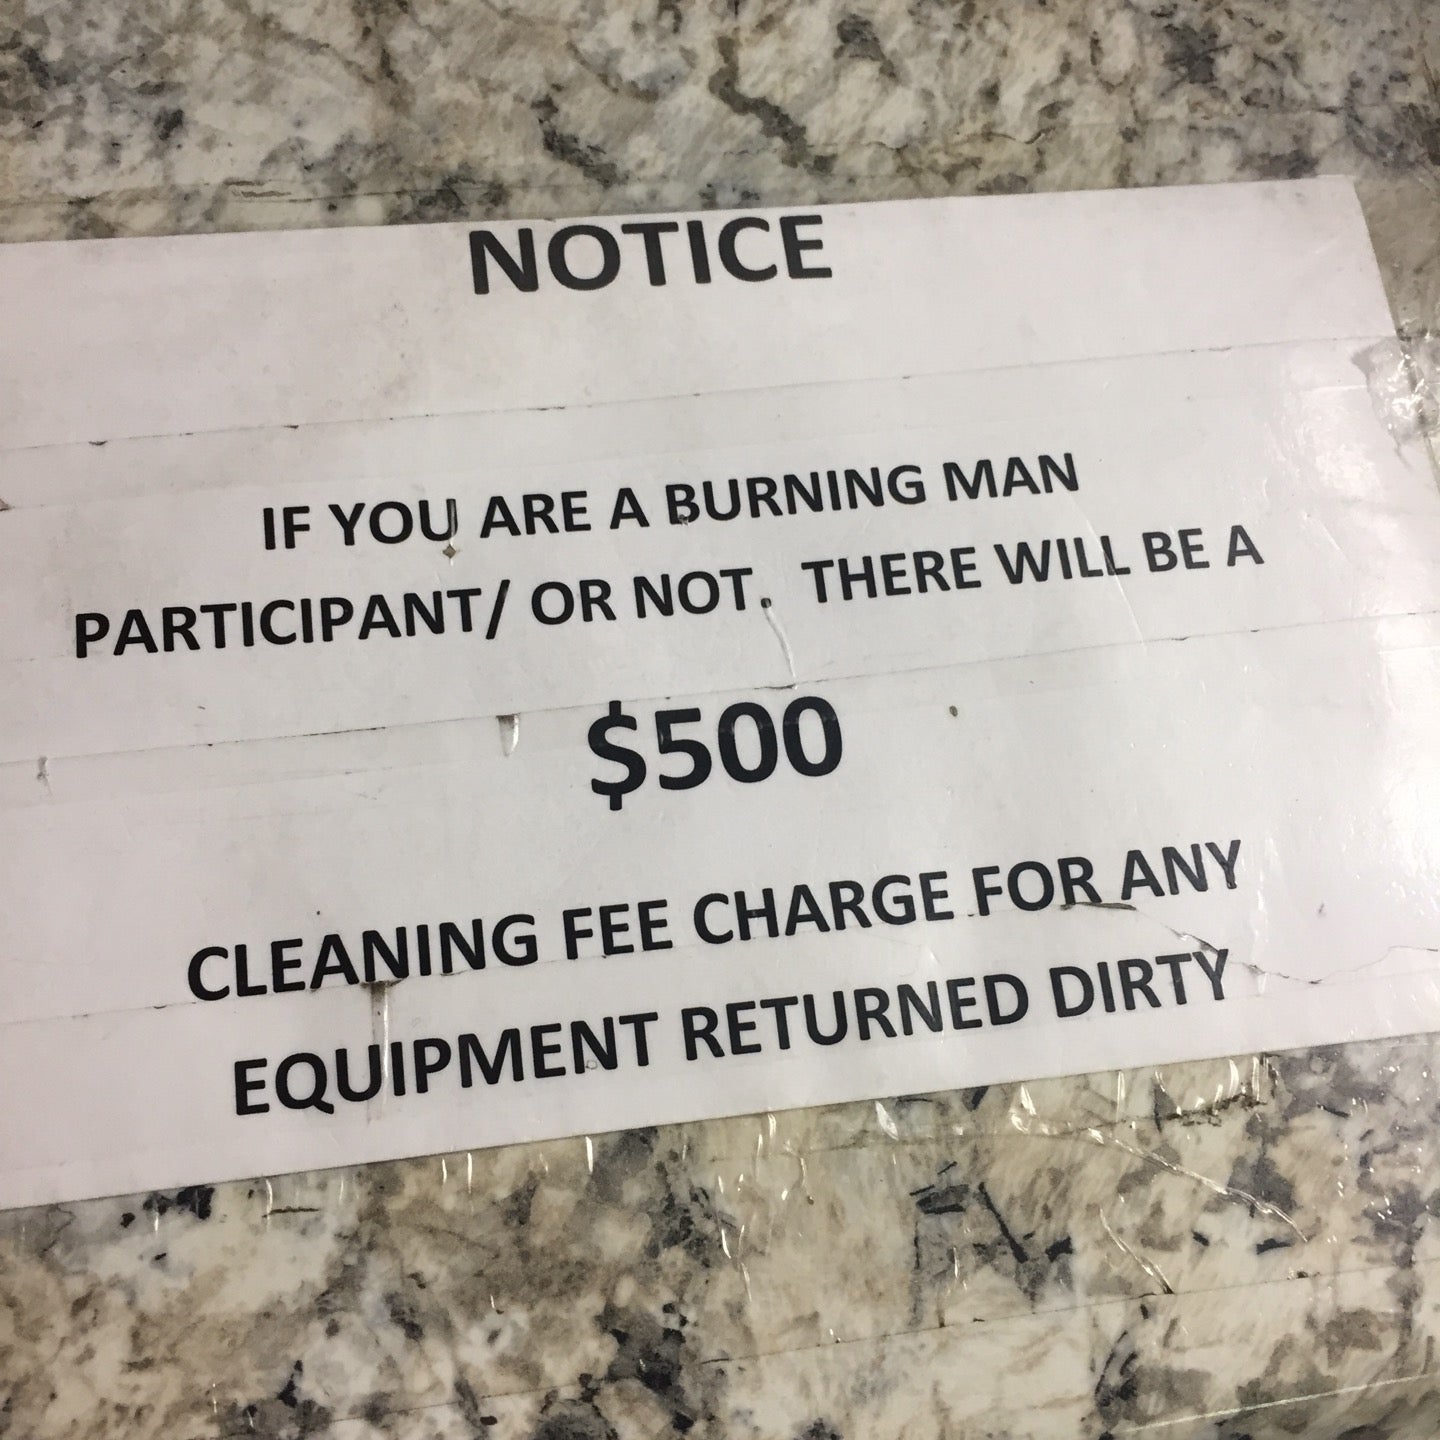 NOTICE
IF YOU ARE A BURNING MAN
PARTICIPANT/ OR NOT.  THERE WILL BE A
$500
CLEANING FEE CHARGE FOR ANY
EQUIPMENT RETURNED DIRTY